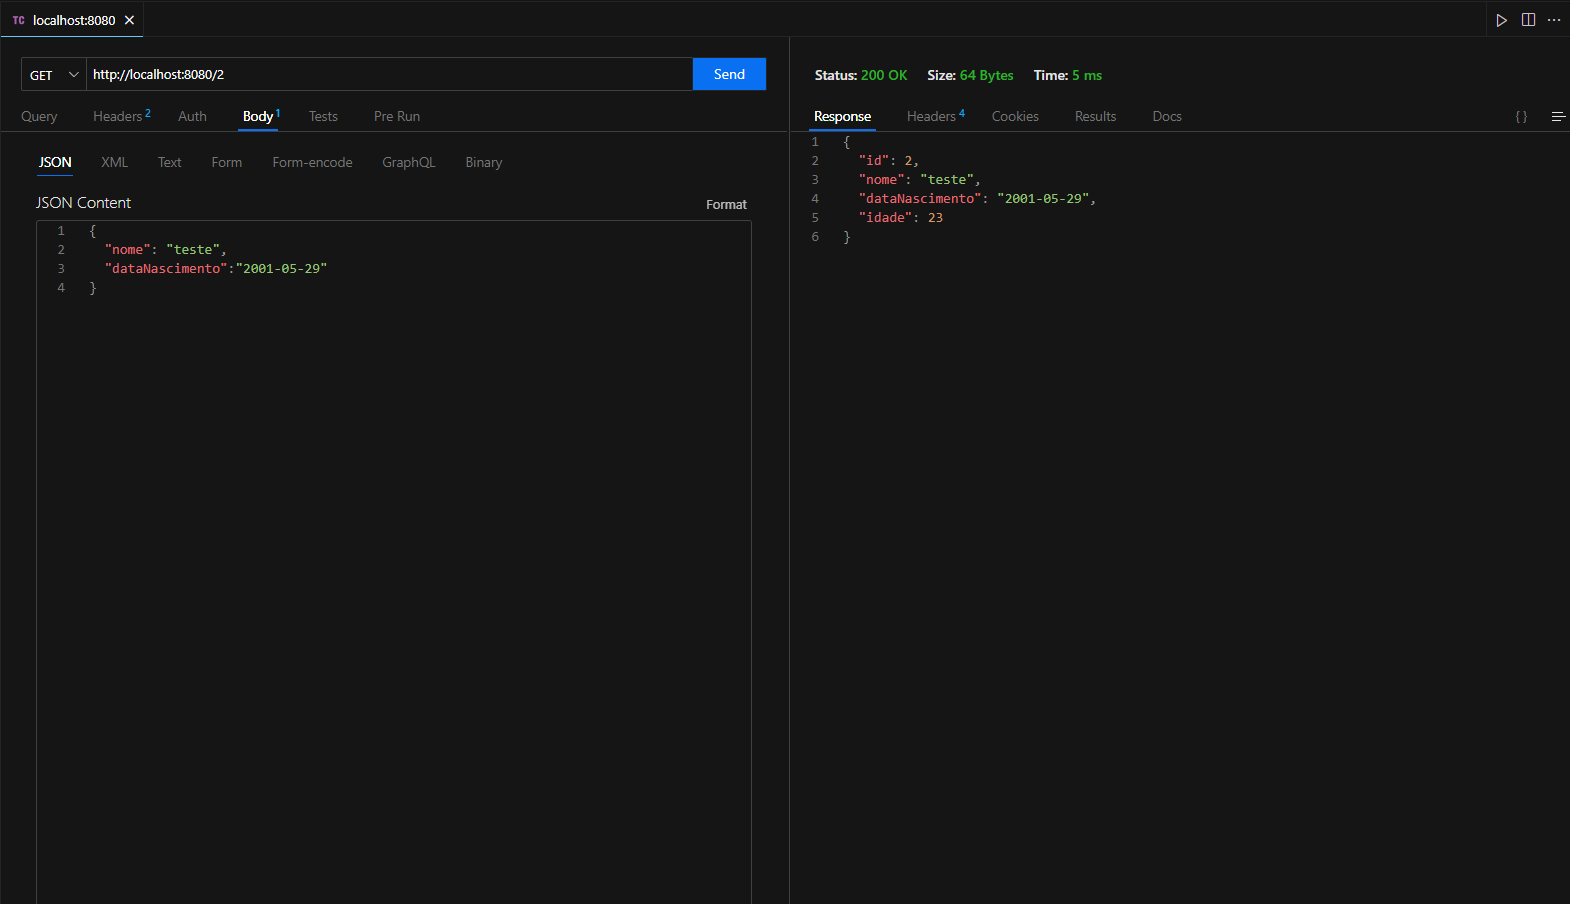 TC localhost:8080
GET http://localhost:8080/2 Send
Query Headers 2 Auth Body 1 Tests Pre Run
JSON XML Text Form Form-encode GraphQL Binary
JSON Content Format
1 {
2 "nome": "teste",
3 "dataNascimento":"2001-05-29"
4 }
Status: 200 OK Size: 64 Bytes Time: 5 ms
Response Headers 4 Cookies Results Docs { }
1 {
2 "id": 2,
3 "nome": "teste",
4 "dataNascimento": "2001-05-29",
5 "idade": 23
6 }